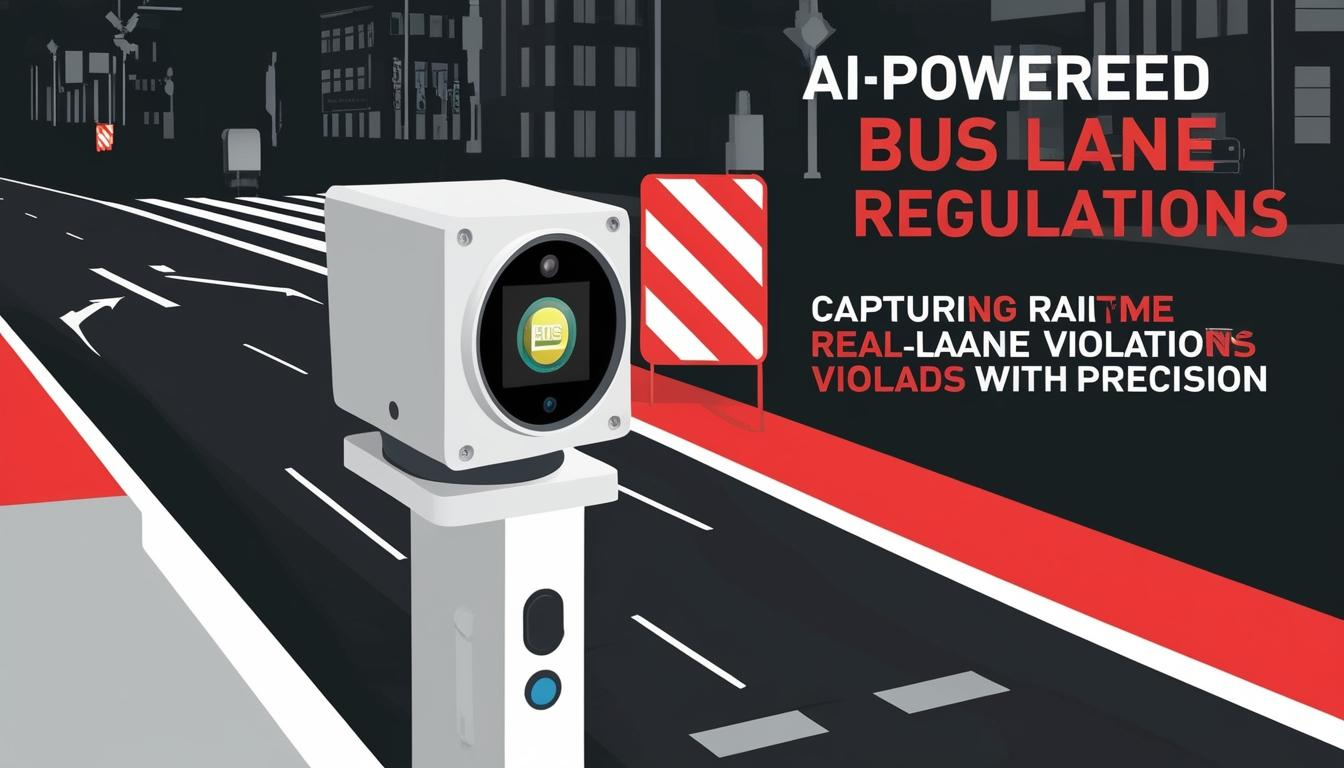 AI-POWEREED
BUS LANE
REGULATIONS
CAPTURING RAIITME
REAL-LAANE VIOLATIONS
VIOLADS WITH PRECISION